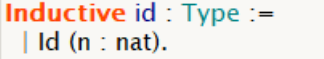 Inductive id : Type :=
| Id (n : nat).